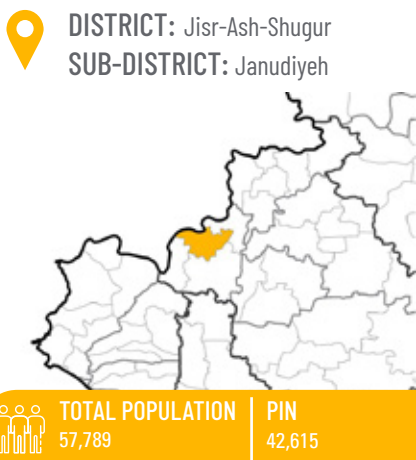 DISTRICT: Jisr-Ash-Shugur
SUB-DISTRICT: Janudiyeh
TOTAL POPULATION
57,789
PIN
42,615